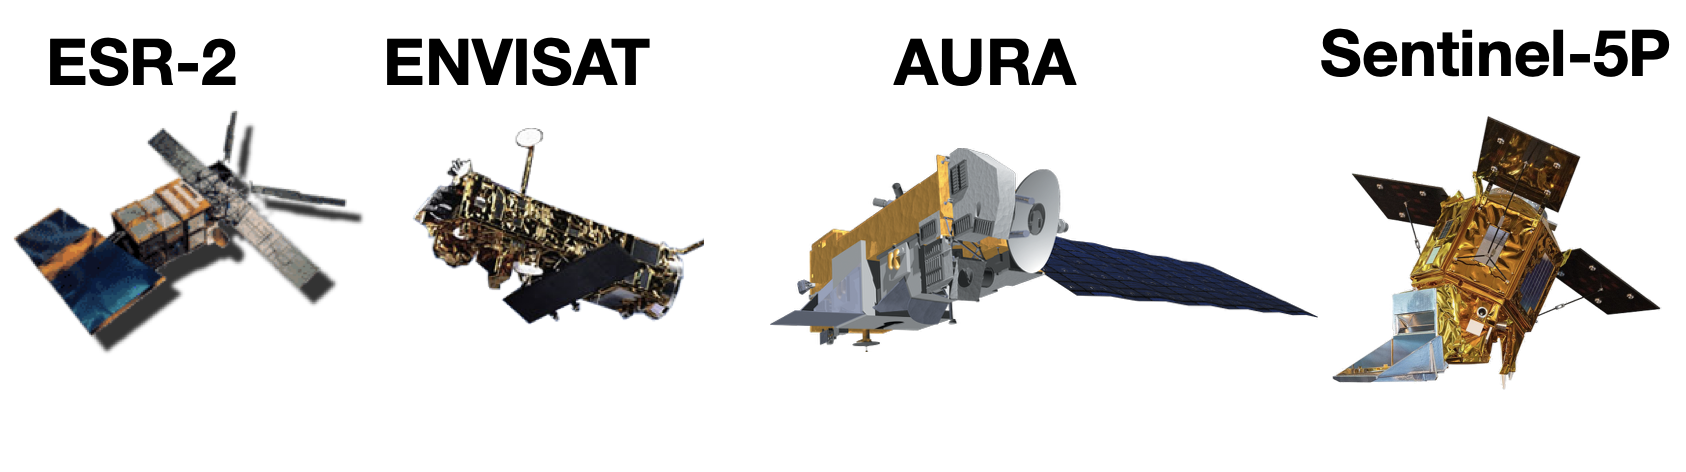 ESR-2
ENVISAT
AURA
Sentinel-5P